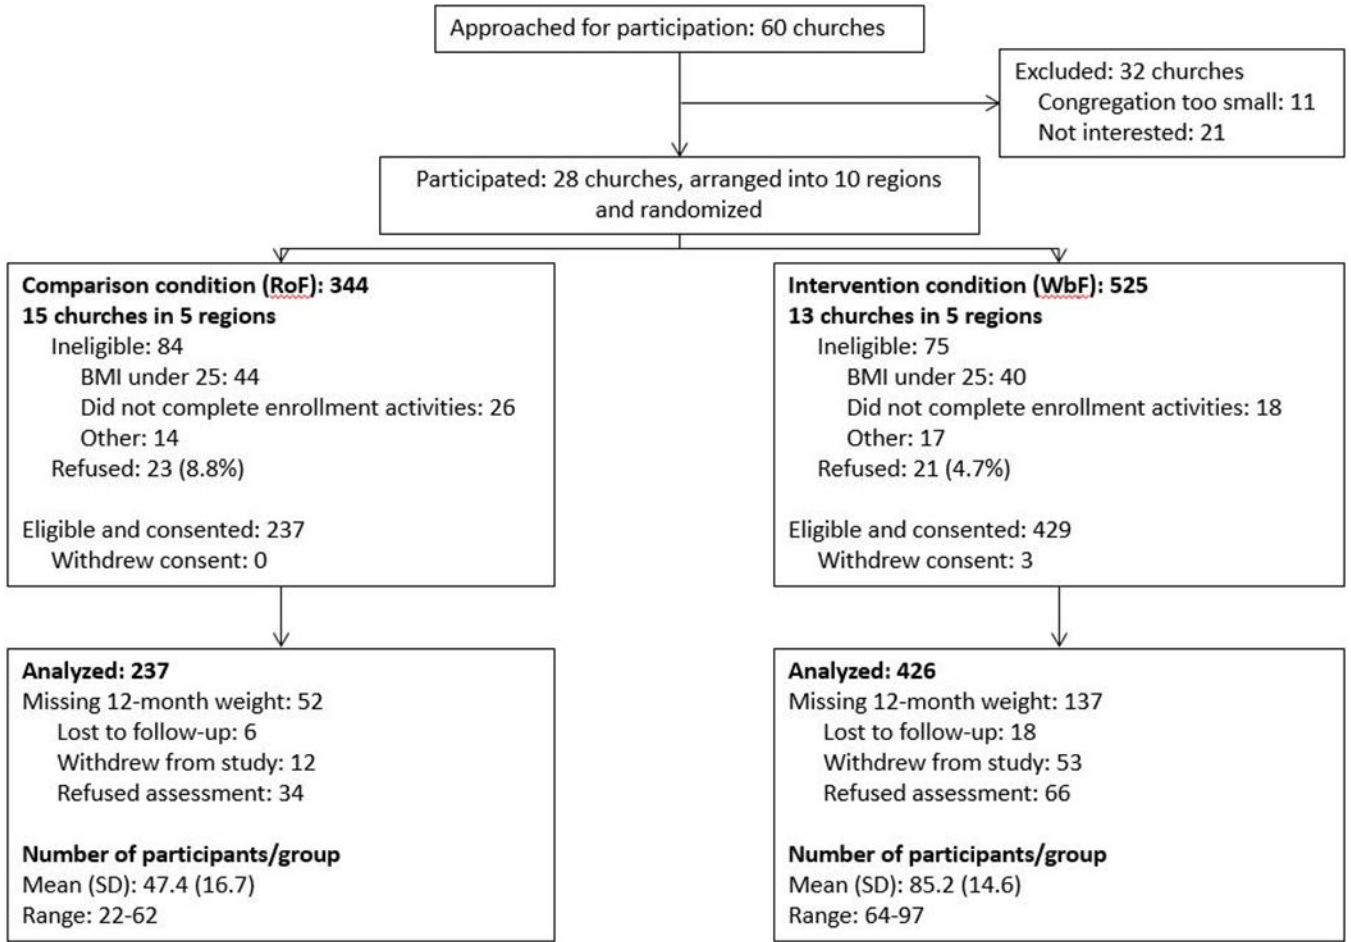 Approached for participation: 60 churches
Excluded: 32 churches
Congregation too small: 11
Not interested: 21
Participated: 28 churches, arranged into 10 regions
and randomized
Comparison condition (RoF): 344
15 churches in 5 regions
Ineligible: 84
BMI under 25: 44
Did not complete enrollment activities: 26
Other: 14
Refused: 23 (8.8%)
Eligible and consented: 237
Withdrew consent: 0
Intervention condition (WbF): 525
13 churches in 5 regions
Ineligible: 75
BMI under 25: 40
Did not complete enrollment activities: 18
Other: 17
Refused: 21 (4.7%)
Eligible and consented: 429
Withdrew consent: 3
Analyzed: 237
Missing 12-month weight: 52
Lost to follow-up: 6
Withdrew from study: 12
Refused assessment: 34
Number of participants/group
Mean (SD): 47.4 (16.7)
Range: 22-62
Analyzed: 426
Missing 12-month weight: 137
Lost to follow-up: 18
Withdrew from study: 53
Refused assessment: 66
Number of participants/group
Mean (SD): 85.2 (14.6)
Range: 64-97